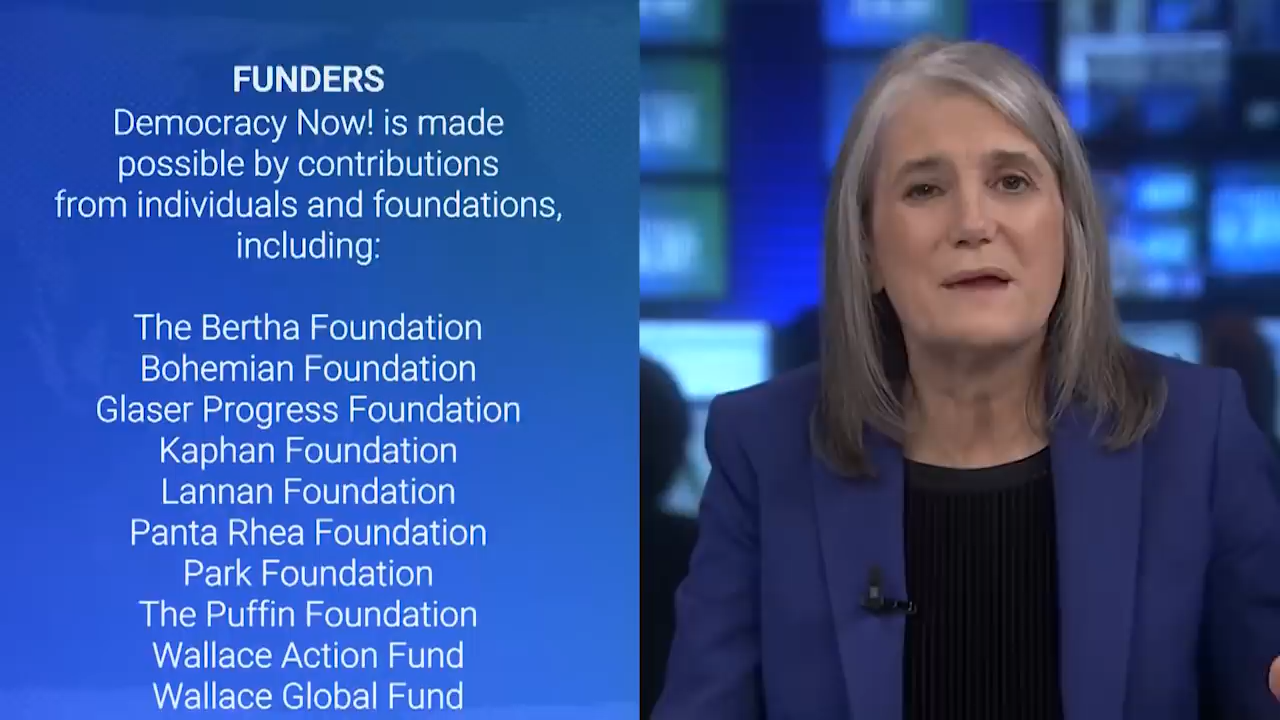 FUNDERS
Democracy Now! is made
possible by contributions
from individuals and foundations,
including:
The Bertha Foundation
Bohemian Foundation
Glaser Progress Foundation
Kaphan Foundation
Lannan Foundation
Panta Rhea Foundation
Park Foundation
The Puffin Foundation
Wallace Action Fund
Wallace Global Fund